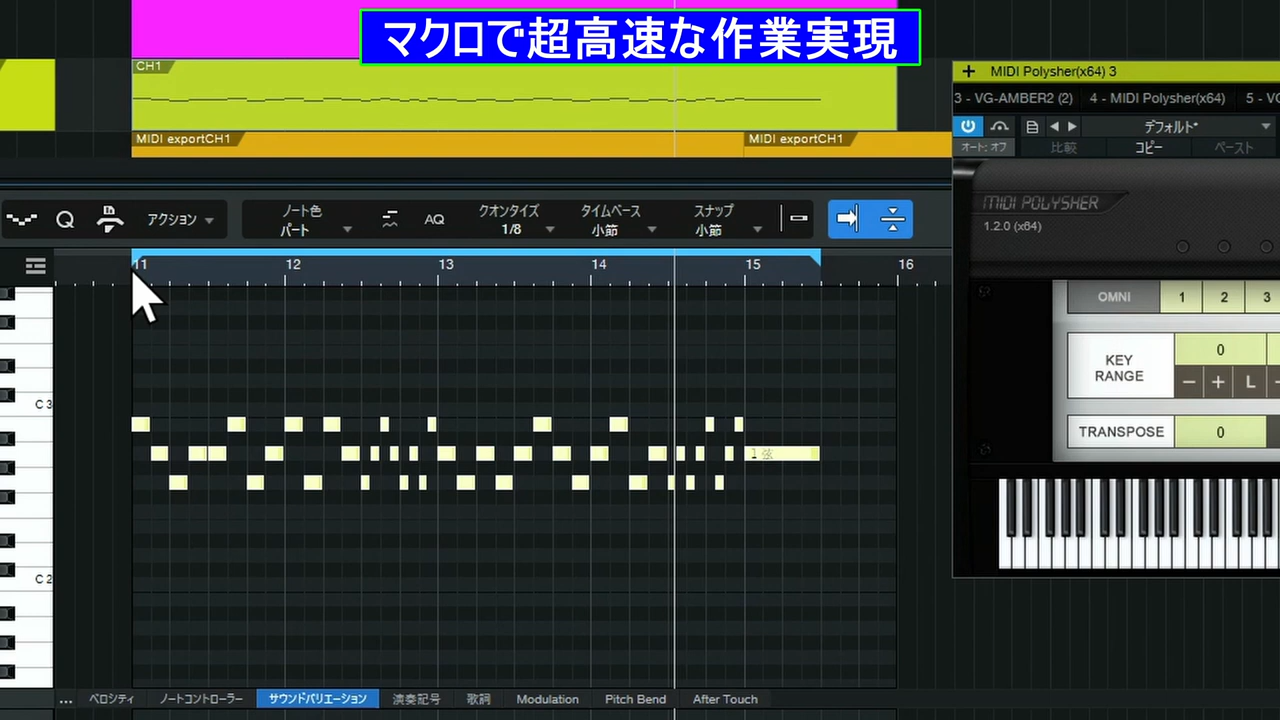 マクロで超高速な作業実現
CH1
MIDI exportCH1
MIDI exportCH1
MIDI Polysher(x64) 3
3 - VG-AMBER2 (2)
4 - MIDI Polysher(x64)
5 - VG
デフォルト*
オート: オフ
比較
コピー
ペースト
MIDI POLYSHER
1.2.0 (x64)
Q
アクション
ノート色
パート
AQ
クオンタイズ
1/8
タイムベース
小節
スナップ
小節
11
12
13
14
15
16
OMNI
1
2
3
KEY
RANGE
0
L
TRANSPOSE
0
C 3
1 弦
C 2
...
ベロシティ
ノートコントローラー
サウンドバリエーション
演奏記号
歌詞
Modulation
Pitch Bend
After Touch